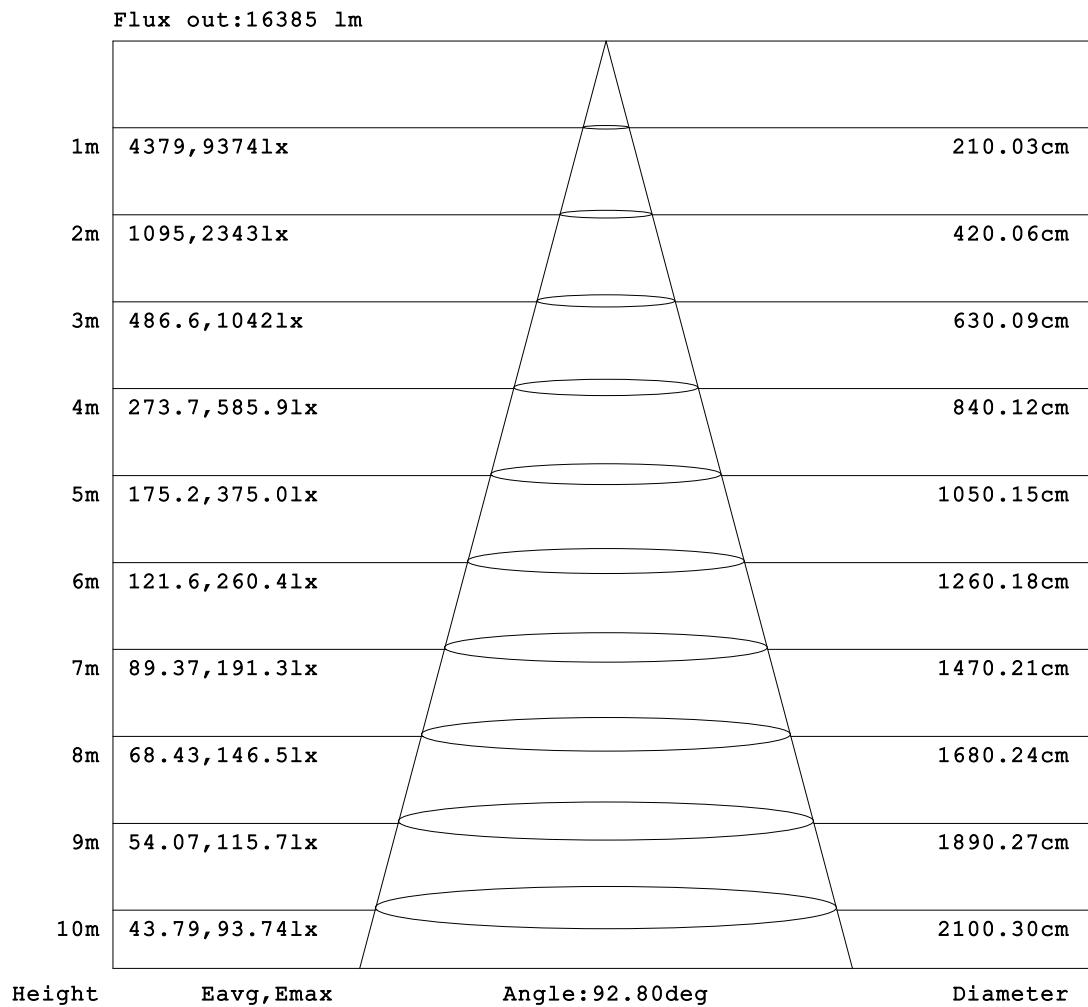 Flux out:16385 lm
1m 4379,9374lx 210.03cm
2m 1095,2343lx 420.06cm
3m 486.6,1042lx 630.09cm
4m 273.7,585.9lx 840.12cm
5m 175.2,375.0lx 1050.15cm
6m 121.6,260.4lx 1260.18cm
7m 89.37,191.3lx 1470.21cm
8m 68.43,146.5lx 1680.24cm
9m 54.07,115.7lx 1890.27cm
10m 43.79,93.74lx 2100.30cm
Height Eavg,Emax Angle:92.80deg Diameter